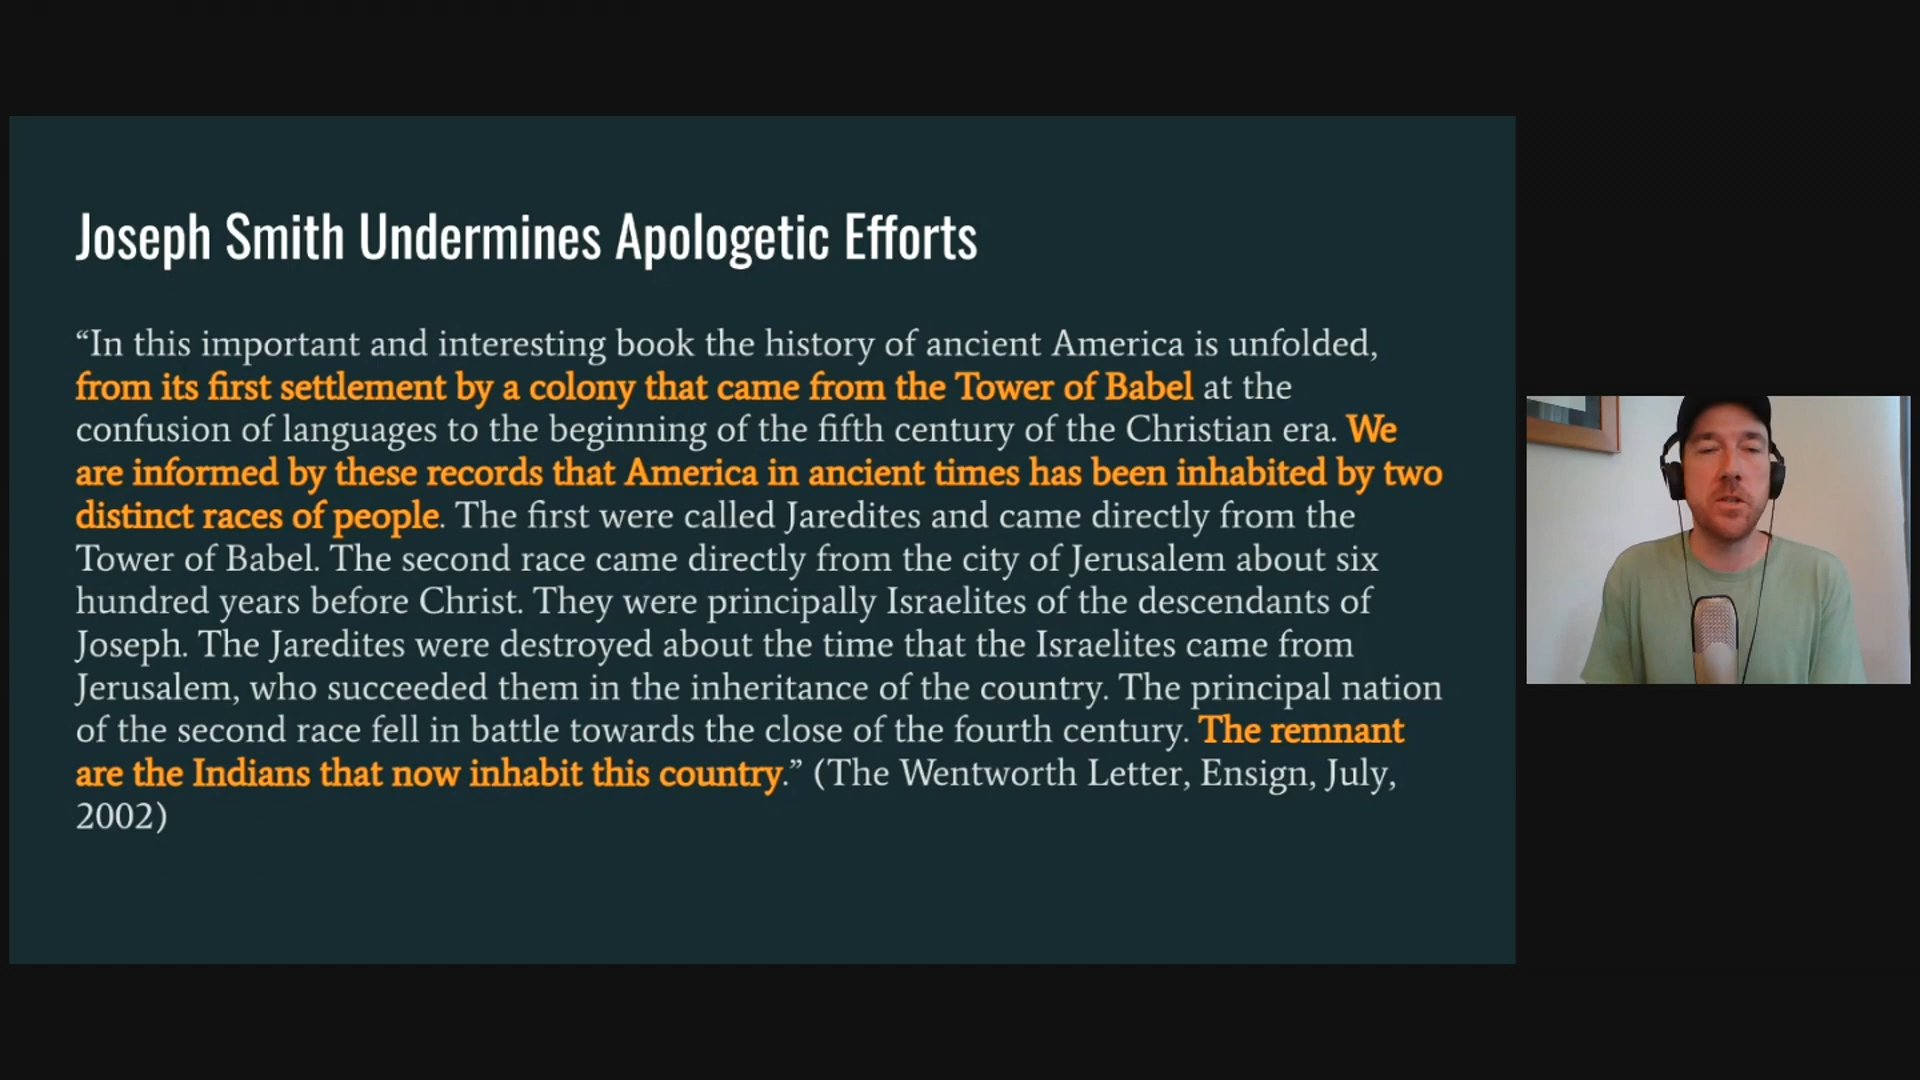 Joseph Smith Undermines Apologetic Efforts
“In this important and interesting book the history of ancient America is unfolded,
from its first settlement by a colony that came from the Tower of Babel at the
confusion of languages to the beginning of the fifth century of the Christian era. We
are informed by these records that America in ancient times has been inhabited by two
distinct races of people. The first were called Jaredites and came directly from the
Tower of Babel. The second race came directly from the city of Jerusalem about six
hundred years before Christ. They were principally Israelites of the descendants of
Joseph. The Jaredites were destroyed about the time that the Israelites came from
Jerusalem, who succeeded them in the inheritance of the country. The principal nation
of the second race fell in battle towards the close of the fourth century. The remnant
are the Indians that now inhabit this country.” (The Wentworth Letter, Ensign, July,
2002)